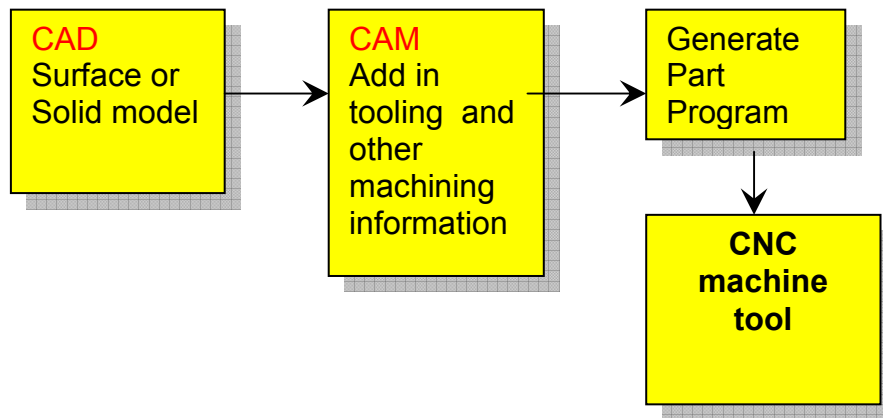 CAD
Surface or
Solid model
CAM
Add in
tooling and
other
machining
information
Generate
Part
Program
CNC
machine
tool